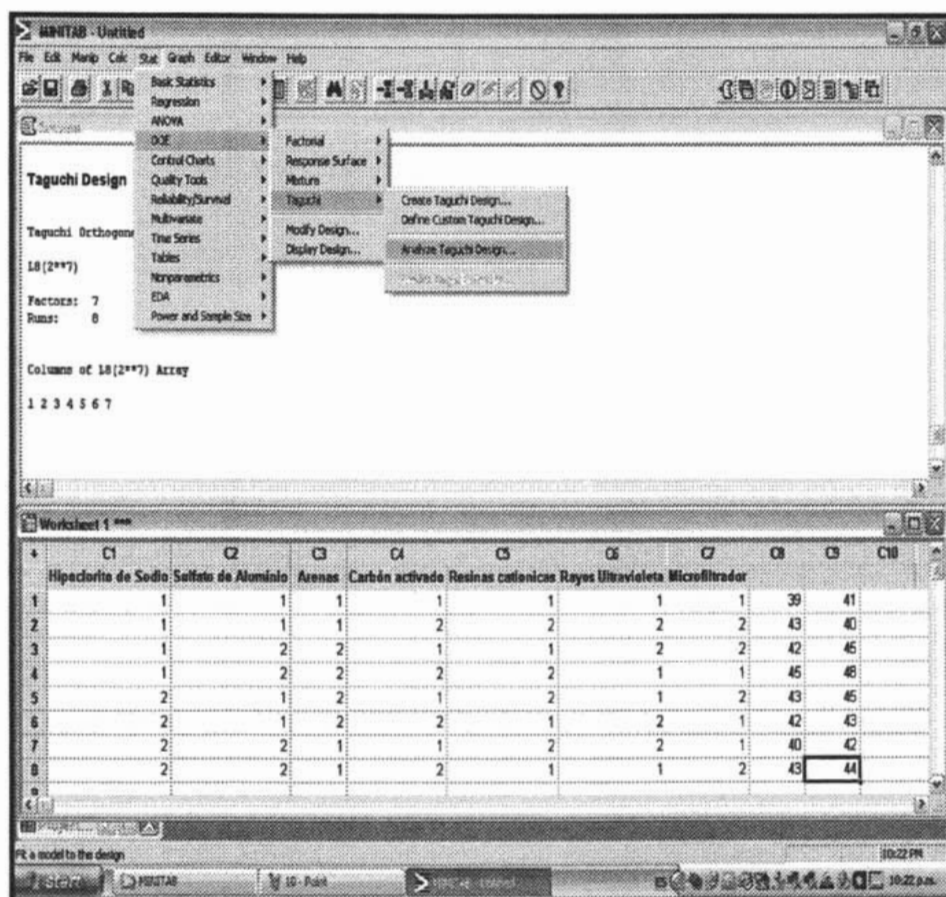 MINITAB - Untitled
File Edit Manip Calc Stat Graph Editor Window Help
Basic Statistics
Regression
ANOVA
DOE
Control Charts
Quality Tools
Reliability/Survival
Multivariate
Time Series
Tables
Nonparametrics
EDA
Power and Sample Size
Factorial
Response Surface
Mixture
Taguchi
Modify Design...
Display Design...
Create Taguchi Design...
Define Custom Taguchi Design...
Analyze Taguchi Design...
Taguchi Design
Taguchi Orthogona
L8(2**7)
Factors: 7
Runs: 8
Columns of L8(2**7) Array
1 2 3 4 5 6 7
Worksheet 1 ***
C1 C2 C3 C4 C5 C6 C7 C8 C9 C10
Hipoclorito de Sodio Sulfato de Aluminio Arenas Carbón activado Resinas cationicas Rayos Ultravioleta Microfiltrador
1 1 1 1 1 1 1 1 39 41
2 1 1 1 2 2 2 2 43 40
3 1 2 2 1 1 2 2 42 45
4 1 2 2 2 2 1 1 45 48
5 2 1 2 1 2 1 2 43 45
6 2 1 2 2 1 2 1 42 43
7 2 2 1 1 2 2 1 40 42
8 2 2 1 2 1 1 2 43 44
9
Fit a model to the design
10:22 PM
Start
MINITAB
10 - Paint
ES
10:22 p.m.